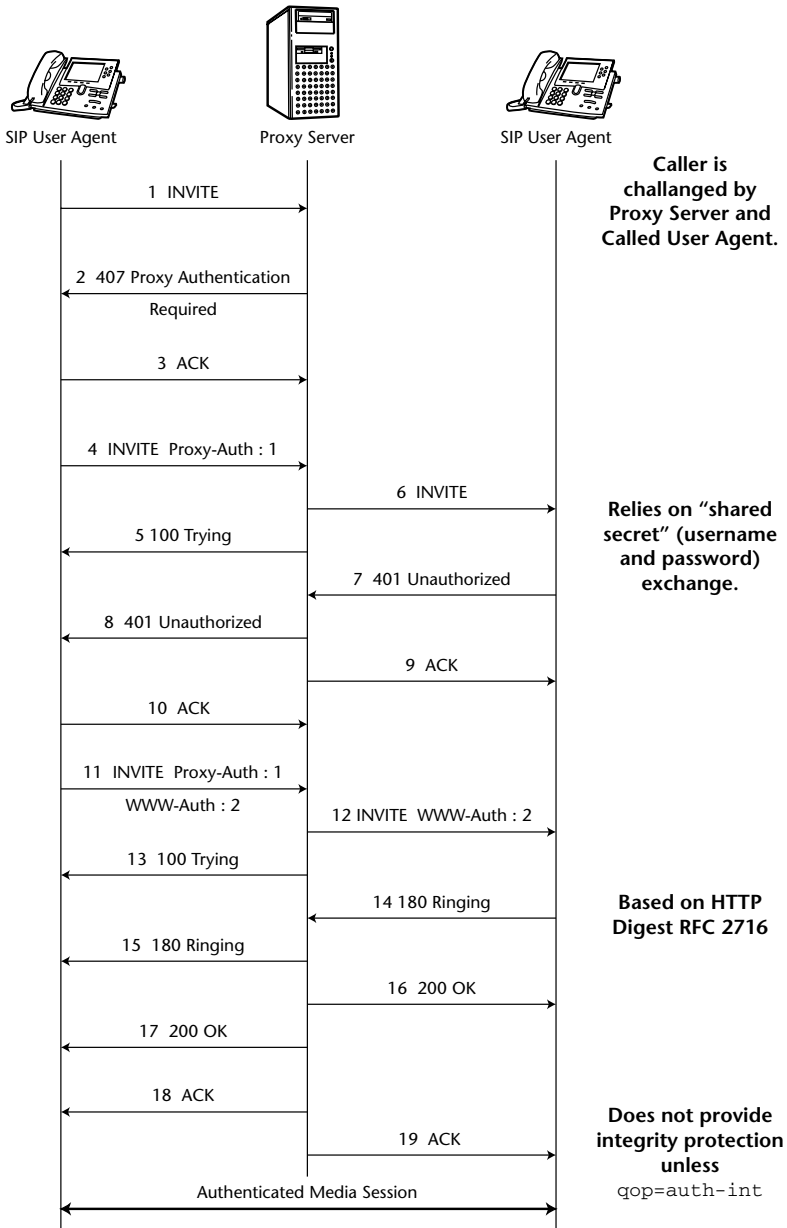 SIP User Agent
Proxy Server
SIP User Agent
Caller is
challanged by
Proxy Server and
Called User Agent.
1 INVITE
2 407 Proxy Authentication
Required
3 ACK
4 INVITE Proxy-Auth : 1
6 INVITE
Relies on “shared
secret” (username
and password)
exchange.
5 100 Trying
7 401 Unauthorized
8 401 Unauthorized
9 ACK
10 ACK
11 INVITE Proxy-Auth : 1
WWW-Auth : 2
12 INVITE WWW-Auth : 2
13 100 Trying
14 180 Ringing
Based on HTTP
Digest RFC 2716
15 180 Ringing
16 200 OK
17 200 OK
18 ACK
19 ACK
Does not provide
integrity protection
unless
qop=auth-int
Authenticated Media Session